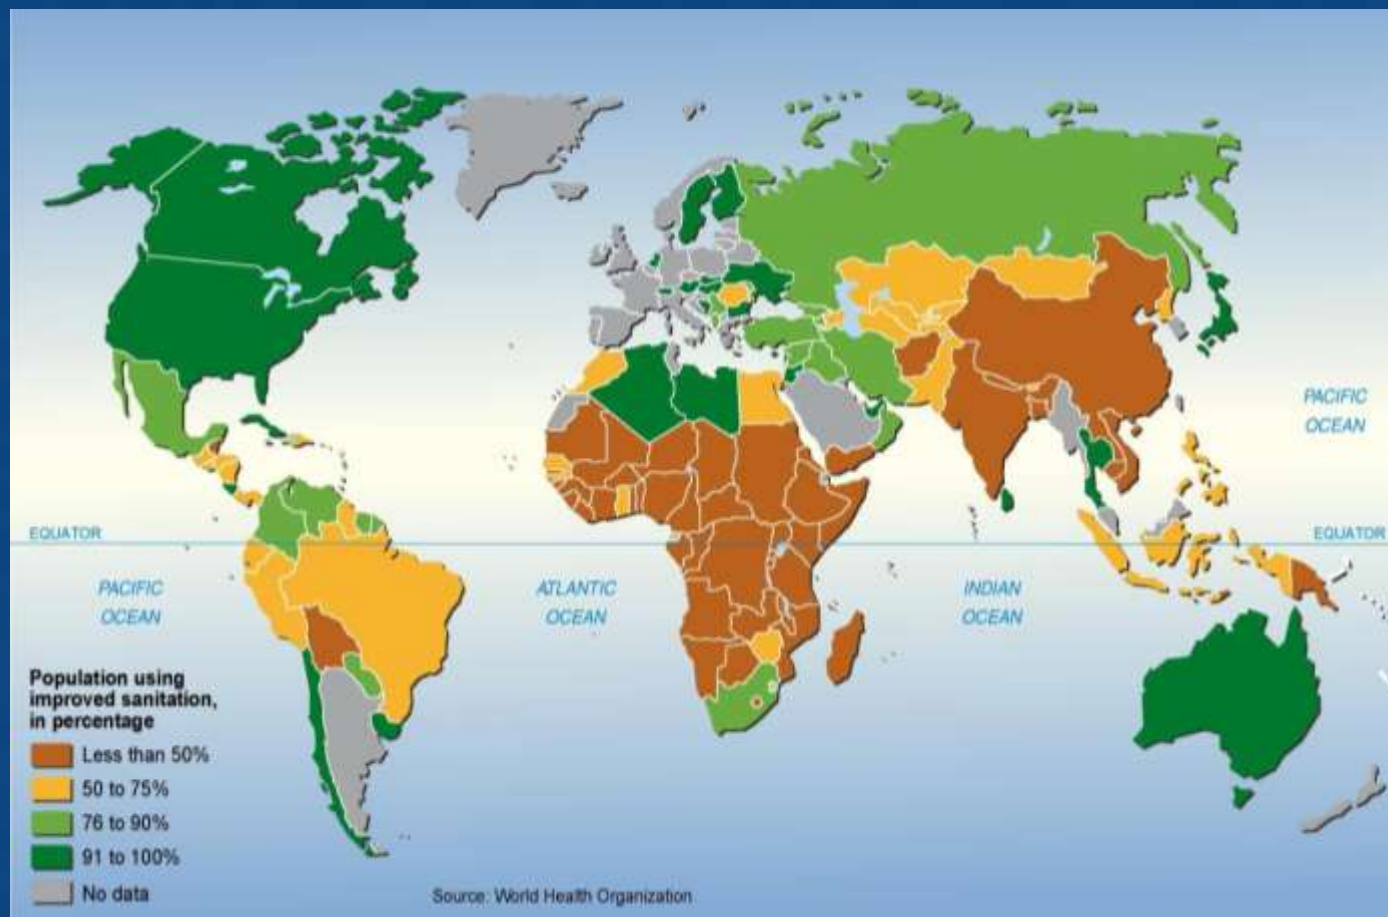 PACIFIC
OCEAN
EQUATOR
EQUATOR
PACIFIC
OCEAN
ATLANTIC
OCEAN
INDIAN
OCEAN
Population using
improved sanitation,
in percentage
Less than 50%
50 to 75%
76 to 90%
91 to 100%
No data
Source: World Health Organization